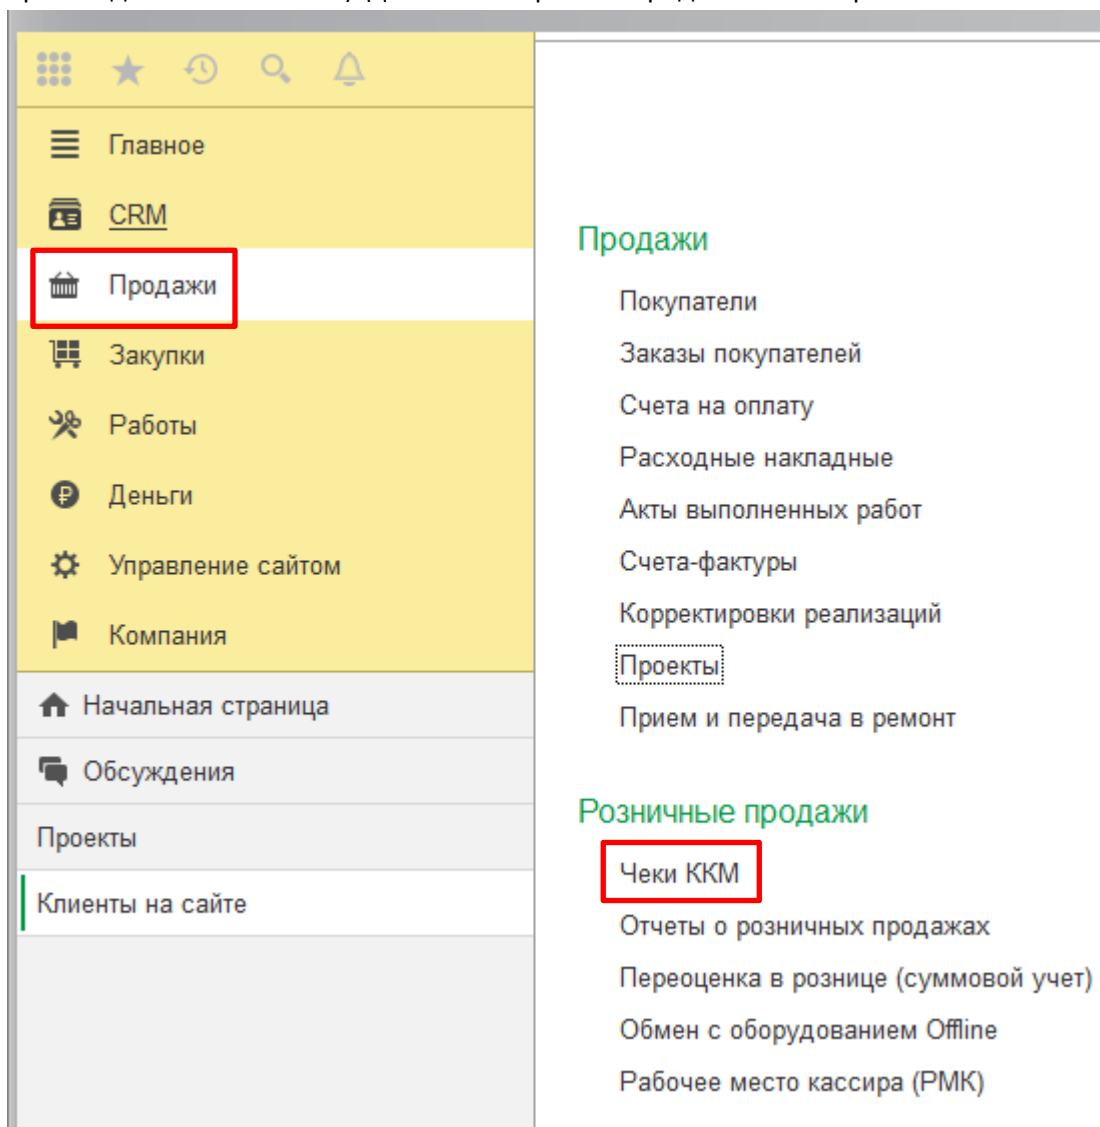 Главное
CRM
Продажи
Закупки
Работы
Деньги
Управление сайтом
Компания
Начальная страница
Обсуждения
Проекты
Клиенты на сайте
Продажи
Покупатели
Заказы покупателей
Счета на оплату
Расходные накладные
Акты выполненных работ
Счета-фактуры
Корректировки реализаций
Проекты
Прием и передача в ремонт
Розничные продажи
Чеки ККМ
Отчеты о розничных продажах
Переоценка в рознице (суммовой учет)
Обмен с оборудованием Offline
Рабочее место кассира (РМК)